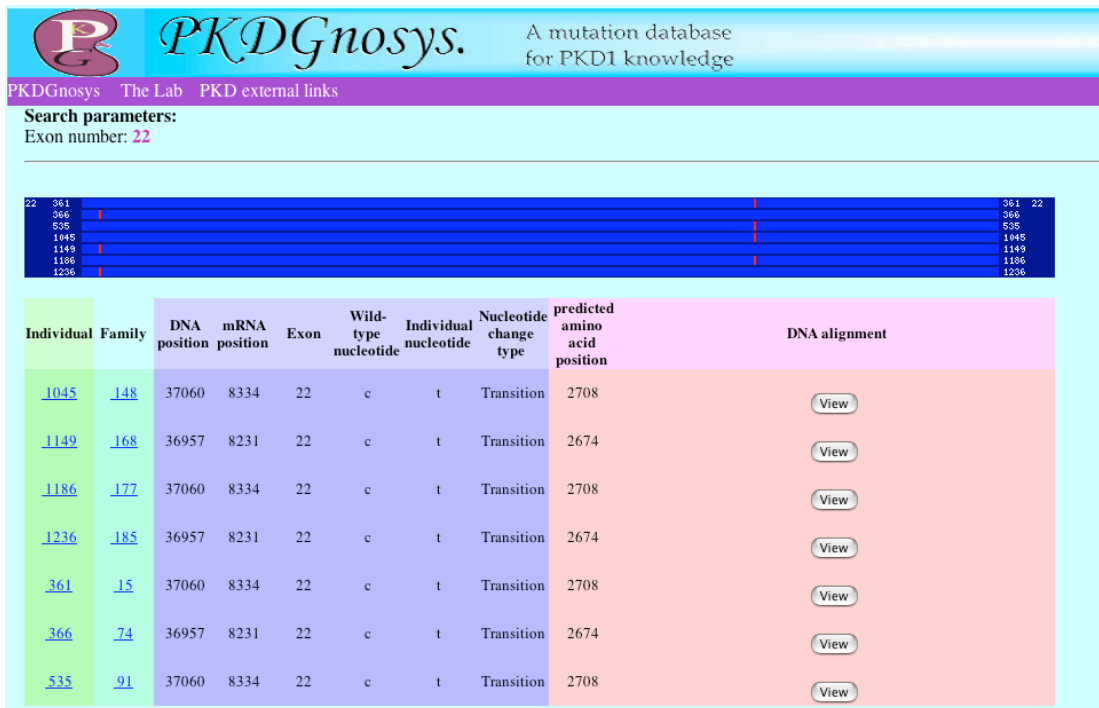 PKDGnosys.
A mutation database
for PKD1 knowledge
PKDGnosys The Lab PKD external links
Search parameters:
Exon number: 22
22 361 361 22
366 366
535 535
1045 1045
1149 1149
1186 1186
1236 1236
Individual Family DNA position mRNA position Exon Wild-type nucleotide Individual nucleotide Nucleotide change type predicted amino acid position DNA alignment
1045 148 37060 8334 22 c t Transition 2708 View
1149 168 36957 8231 22 c t Transition 2674 View
1186 177 37060 8334 22 c t Transition 2708 View
1236 185 36957 8231 22 c t Transition 2674 View
361 15 37060 8334 22 c t Transition 2708 View
366 74 36957 8231 22 c t Transition 2674 View
535 91 37060 8334 22 c t Transition 2708 View